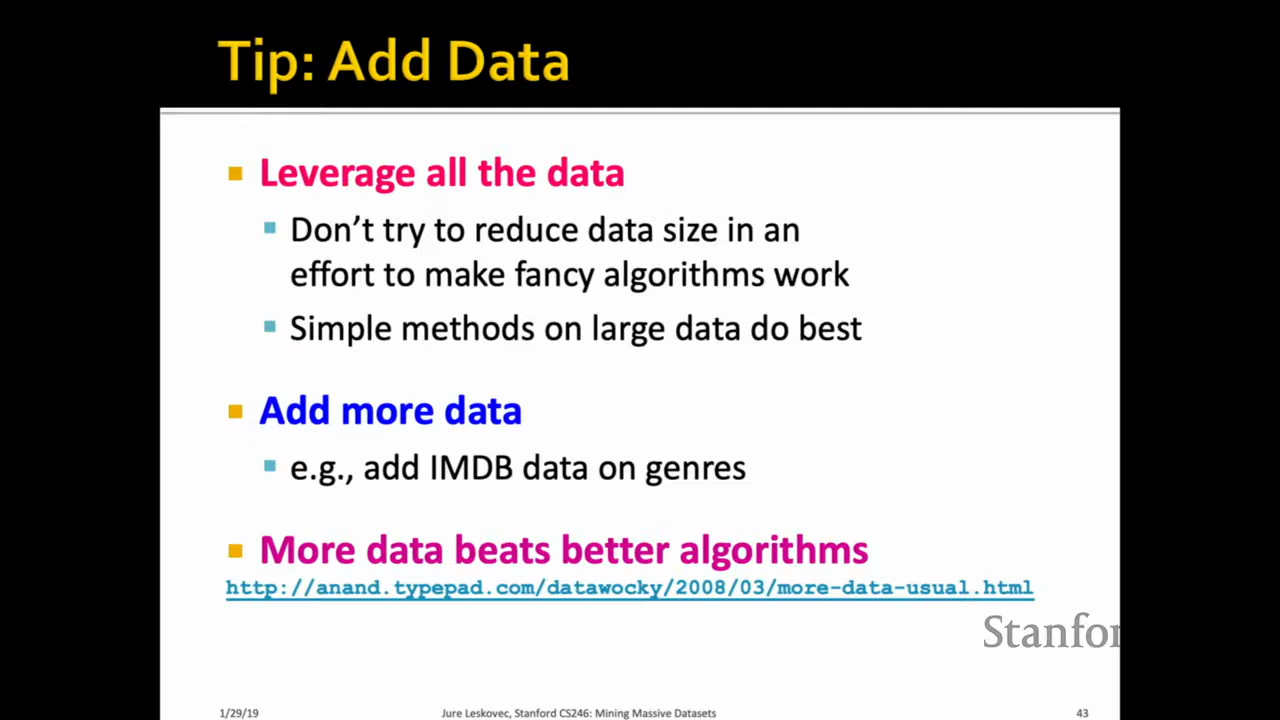 Tip: Add Data
Leverage all the data
Don't try to reduce data size in an
effort to make fancy algorithms work
Simple methods on large data do best
Add more data
e.g., add IMDB data on genres
More data beats better algorithms
http://anand.typepad.com/datawocky/2008/03/more-data-usual.html
Stanfor
1/29/19
Jure Leskovec, Stanford CS246: Mining Massive Datasets
43